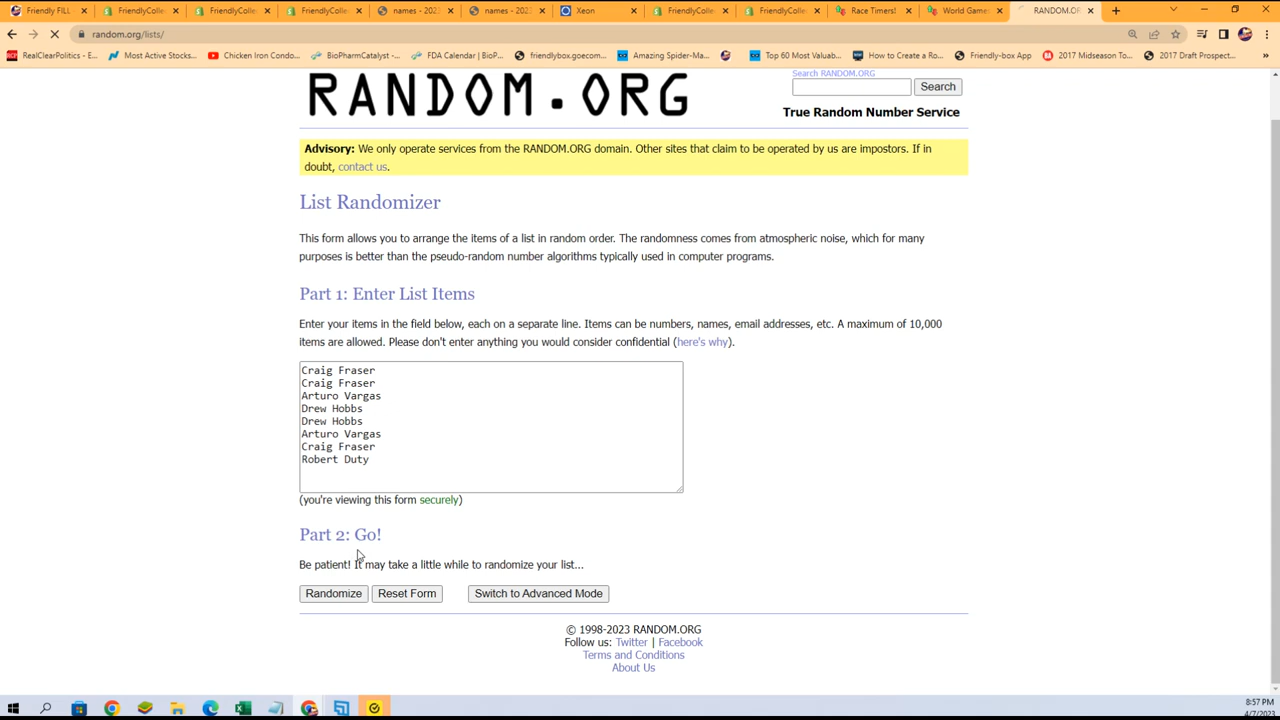 Friendly FILL
FriendlyColle
FriendlyColle
FriendlyColle
names - 202
names - 202
Xeon
FriendlyColle
FriendlyColle
Race Timers!
World Game
RANDOM.OR
random.org/lists/
RealClearPolitics - E...
Most Active Stocks...
Chicken Iron Condo...
BioPharmCatalyst -...
FDA Calendar | BioP...
friendlybox.goecom...
Amazing Spider-Ma...
Top 60 Most Valuab...
How to Create a Ro...
Friendly-box App
2017 Midseason To...
2017 Draft Prospect...
RANDOM.ORG
Search RANDOM.ORG
Search
True Random Number Service
Advisory: We only operate services from the RANDOM.ORG domain. Other sites that claim to be operated by us are impostors. If in
doubt, contact us.
List Randomizer
This form allows you to arrange the items of a list in random order. The randomness comes from atmospheric noise, which for many
purposes is better than the pseudo-random number algorithms typically used in computer programs.
Part 1: Enter List Items
Enter your items in the field below, each on a separate line. Items can be numbers, names, email addresses, etc. A maximum of 10,000
items are allowed. Please don't enter anything you would consider confidential (here's why).
Craig Fraser
Craig Fraser
Arturo Vargas
Drew Hobbs
Drew Hobbs
Arturo Vargas
Craig Fraser
Robert Duty
(you're viewing this form securely)
Part 2: Go!
Be patient! It may take a little while to randomize your list...
Randomize
Reset Form
Switch to Advanced Mode
© 1998-2023 RANDOM.ORG
Follow us: Twitter | Facebook
Terms and Conditions
About Us
8:57 PM
4/7/2023